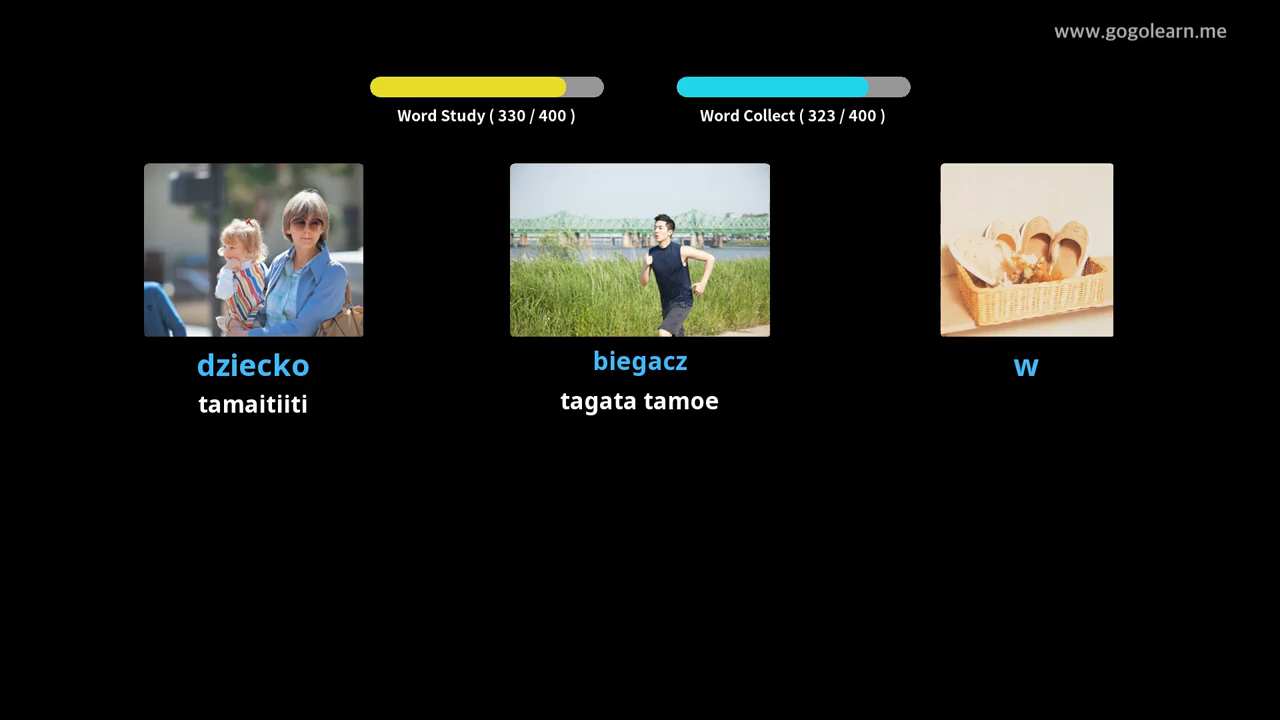 www.gogolearn.me
Word Study ( 330 / 400 )
Word Collect ( 323 / 400 )
dziecko
tamaitiiti
biegacz
tagata tamoe
w